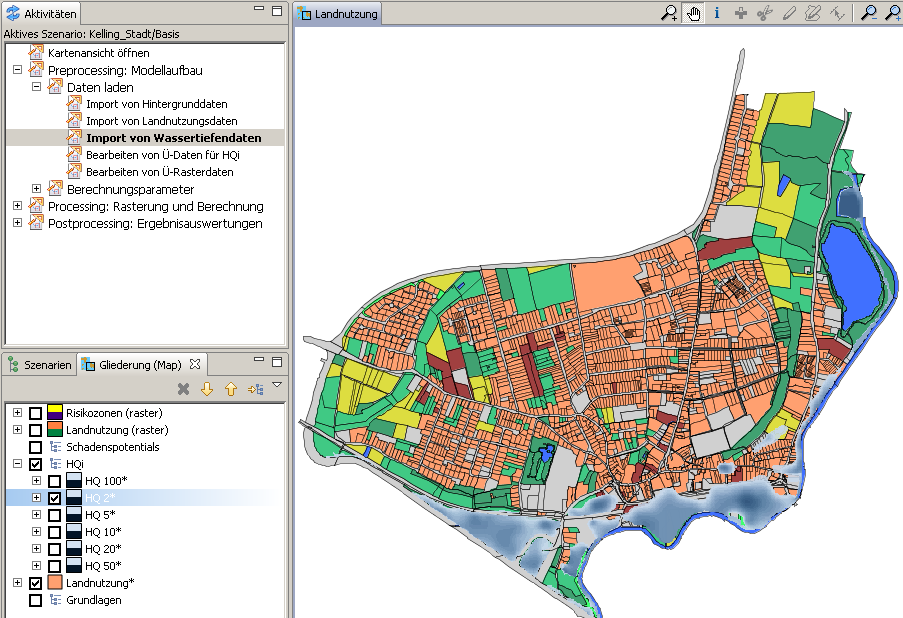 Aktivitäten
Aktives Szenario: Kelling_Stadt/Basis
Kartenansicht öffnen
Preprocessing: Modellaufbau
Daten laden
Import von Hintergrunddaten
Import von Landnutzungsdaten
Import von Wassertiefendaten
Bearbeiten von Ü-Daten für HQi
Bearbeiten von Ü-Rasterdaten
Berechnungsparameter
Processing: Rasterung und Berechnung
Postprocessing: Ergebnisauswertungen
Szenarien
Gliederung (Map)
Risikozonen (raster)
Landnutzung (raster)
Schadenspotentials
HQi
HQ 100*
HQ 2*
HQ 5*
HQ 10*
HQ 20*
HQ 50*
Landnutzung*
Grundlagen
Landnutzung